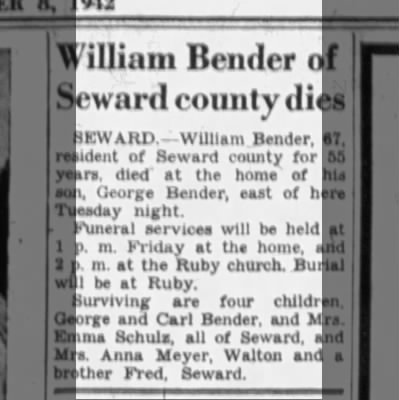 ER 8, 1942
William Bender of
Seward county dies
SEWARD.—William Bender, 67,
resident of Seward county for 55
years, died at the home of his
son, George Bender, east of here
Tuesday night.
Funeral services will be held at
1 p. m. Friday at the home, and
2 p. m. at the Ruby church. Burial
will be at Ruby.
Surviving are four children,
George and Carl Bender, and Mrs.
Emma Schulz, all of Seward, and
Mrs. Anna Meyer, Walton and a
brother Fred, Seward.